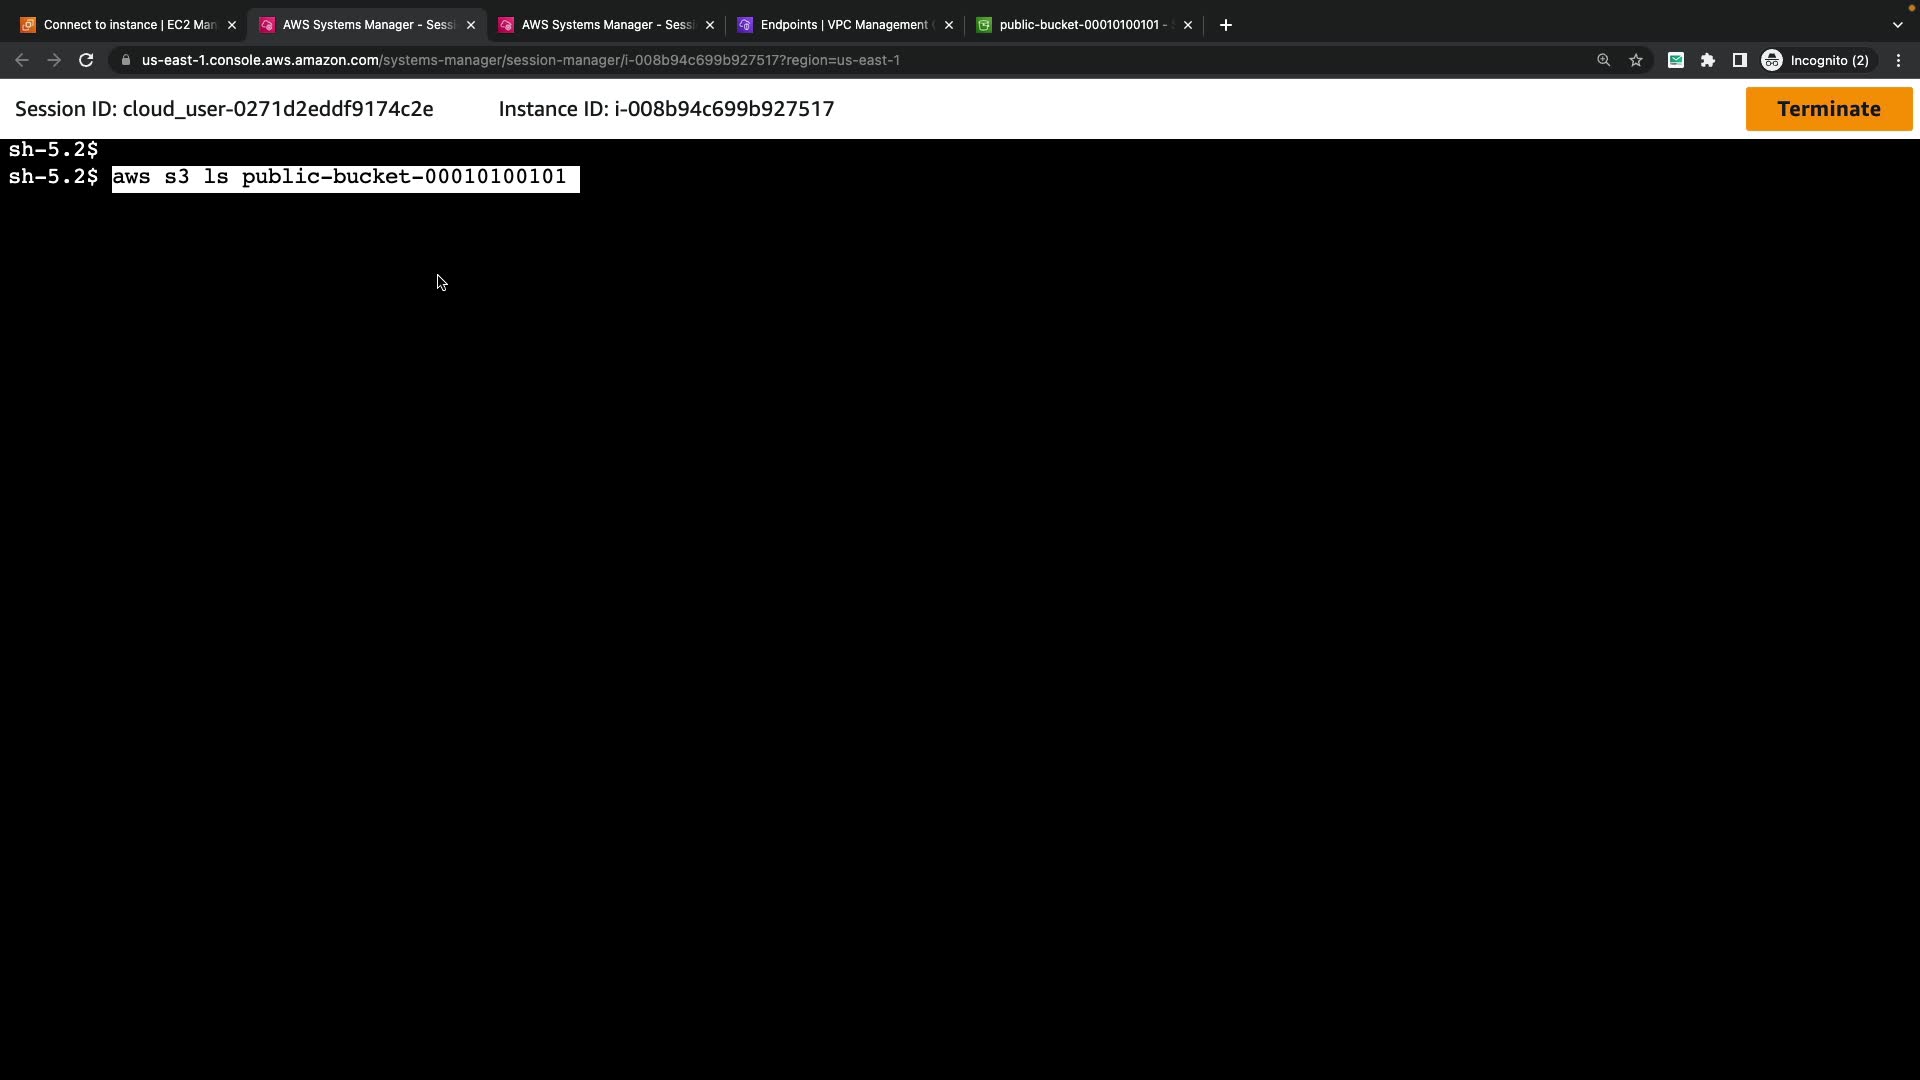 Connect to instance | EC2 Man
AWS Systems Manager - Sessi
AWS Systems Manager - Sessi
Endpoints | VPC Management
public-bucket-00010100101 -
us-east-1.console.aws.amazon.com/systems-manager/session-manager/i-008b94c699b927517?region=us-east-1
Incognito (2)
Session ID: cloud_user-0271d2eddf9174c2e
Instance ID: i-008b94c699b927517
Terminate
sh-5.2$
sh-5.2$ aws s3 ls public-bucket-00010100101